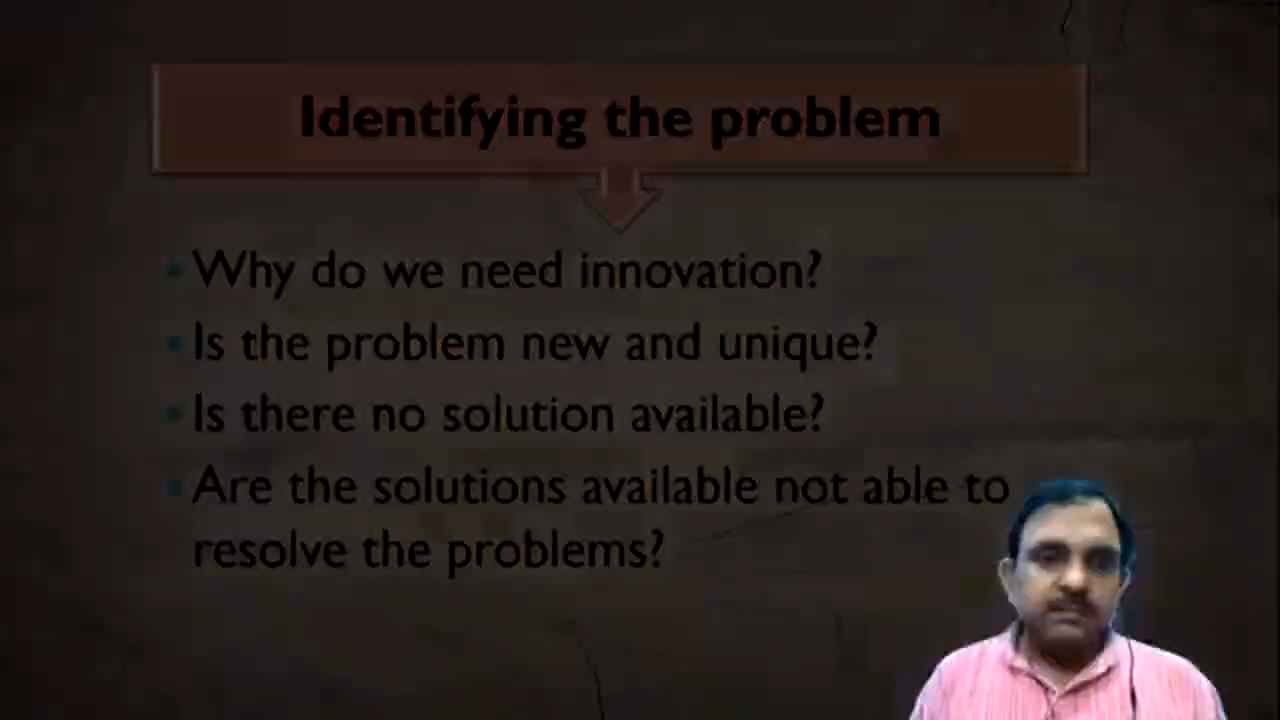 Identifying the problem
Why do we need innovation?
Is the problem new and unique?
Is there no solution available?
Are the solutions available not able to
resolve the problems?